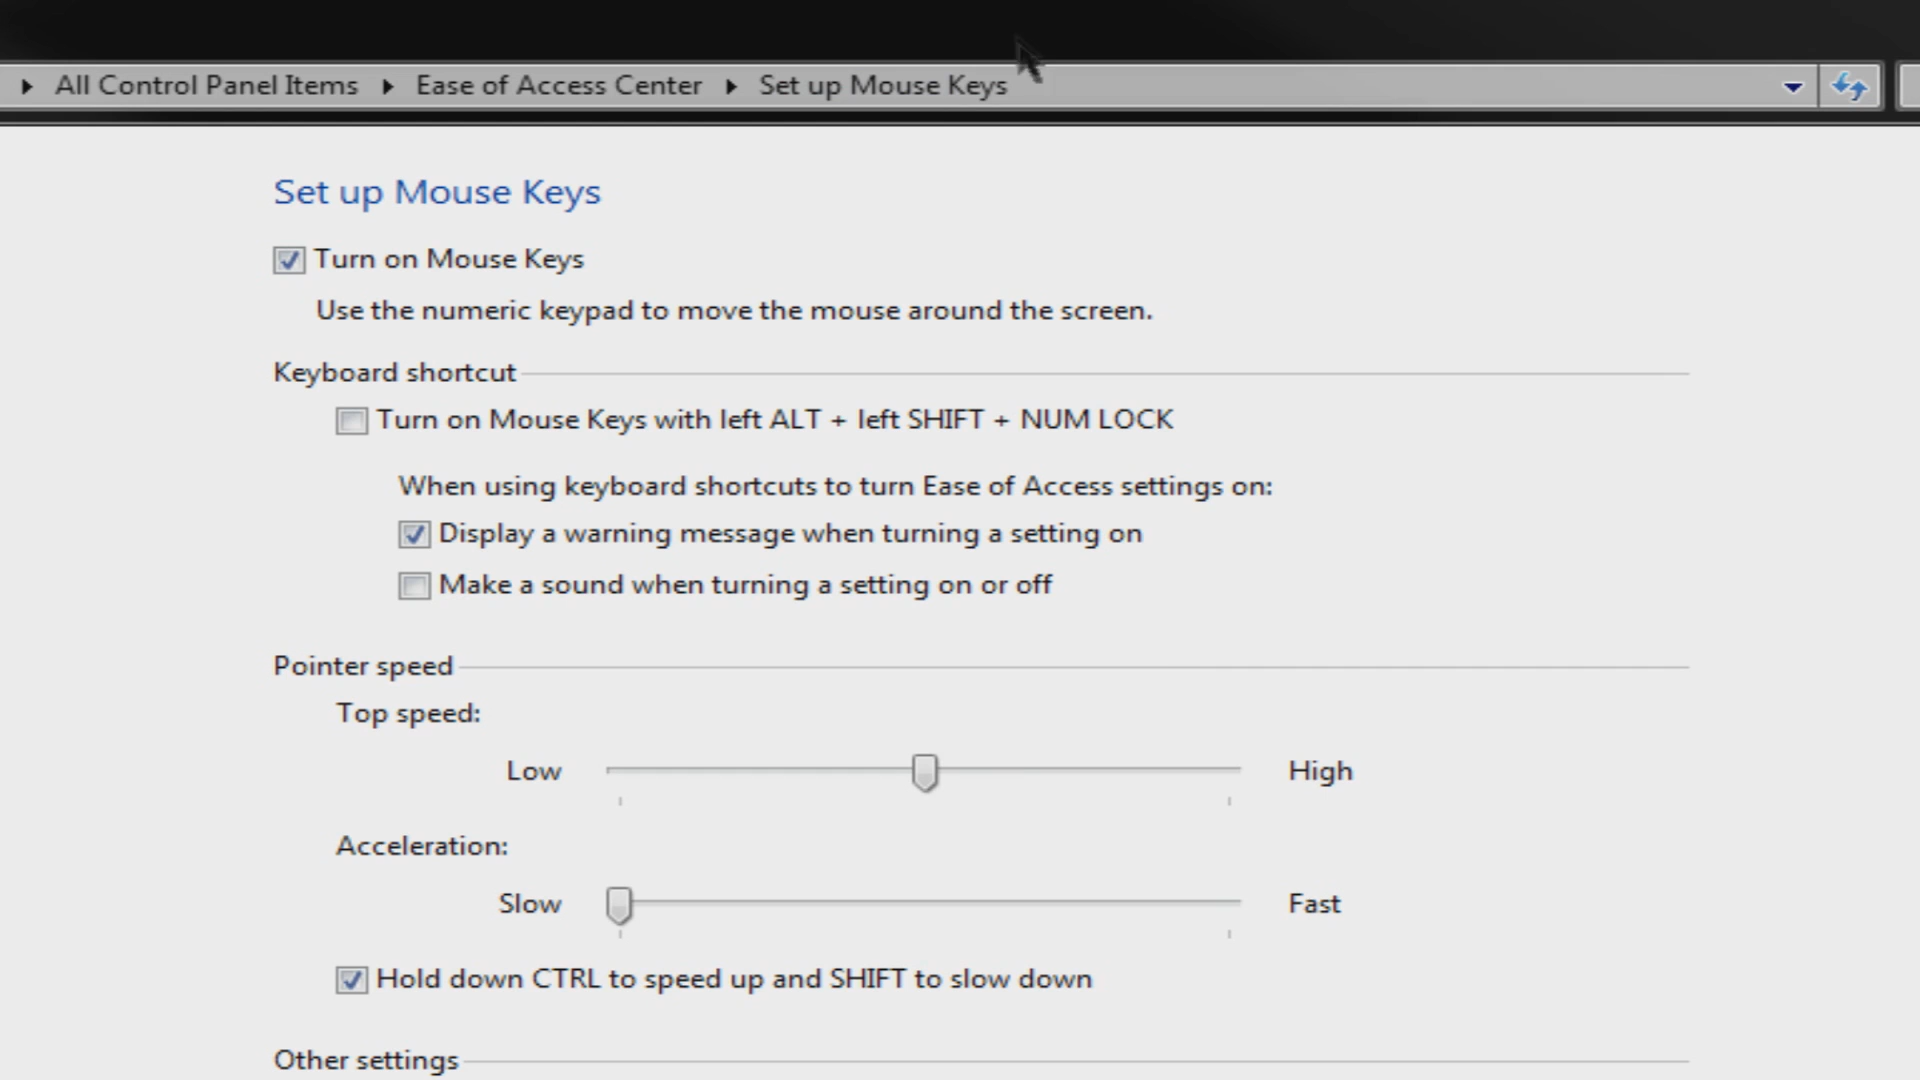 All Control Panel Items Ease of Access Center Set up Mouse Keys
Set up Mouse Keys
Turn on Mouse Keys
Use the numeric keypad to move the mouse around the screen.
Keyboard shortcut
Turn on Mouse Keys with left ALT + left SHIFT + NUM LOCK
When using keyboard shortcuts to turn Ease of Access settings on:
Display a warning message when turning a setting on
Make a sound when turning a setting on or off
Pointer speed
Top speed:
Low High
Acceleration:
Slow Fast
Hold down CTRL to speed up and SHIFT to slow down
Other settings